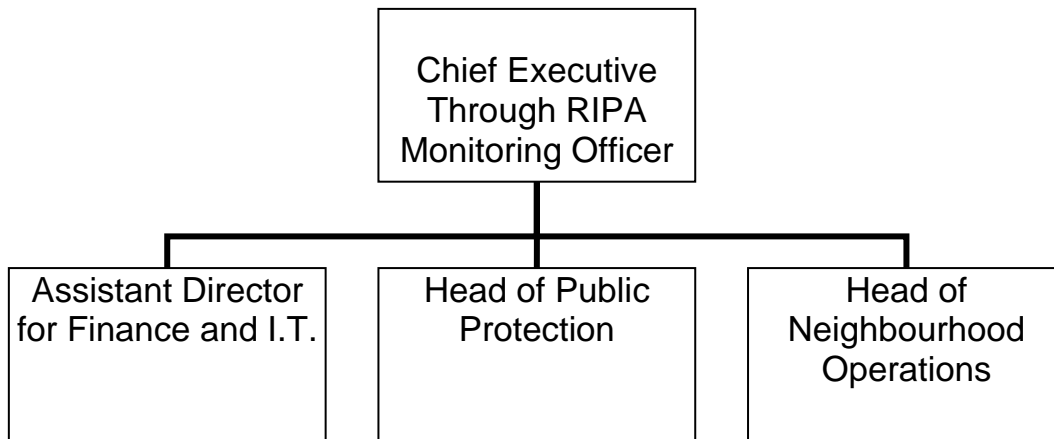 Chief Executive
Through RIPA
Monitoring Officer
Assistant Director
for Finance and I.T.
Head of Public
Protection
Head of
Neighbourhood
Operations